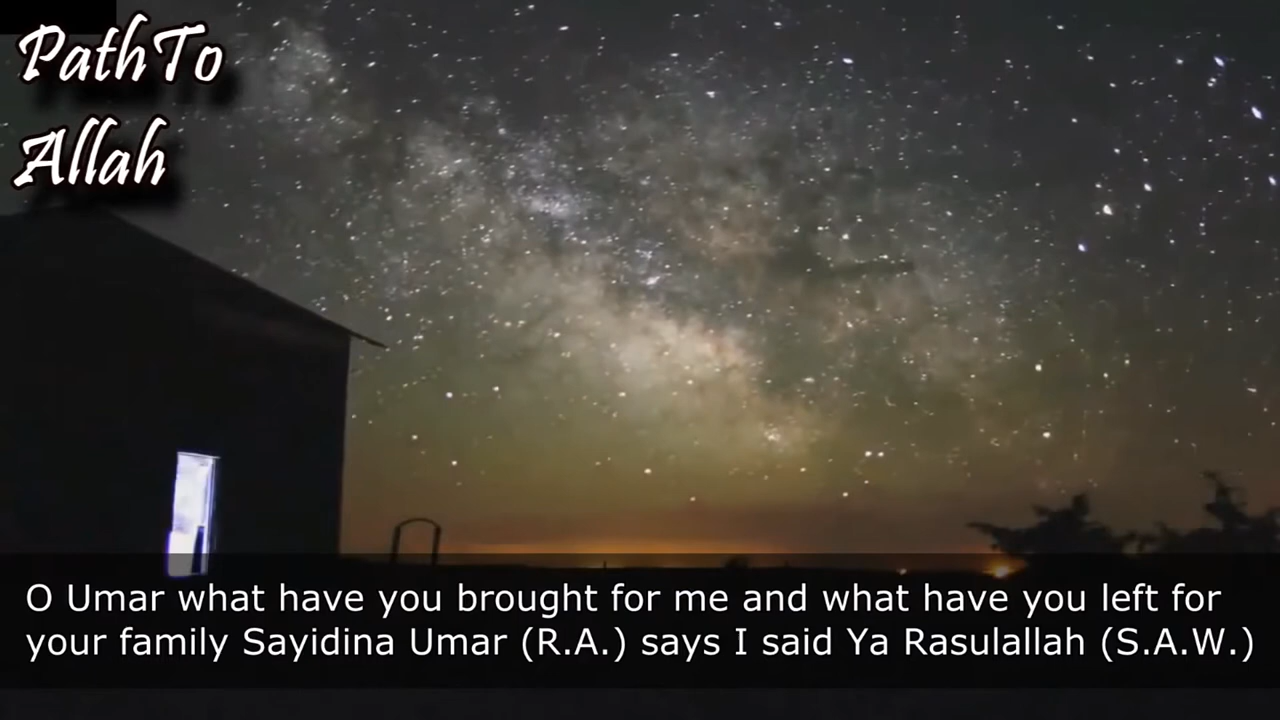 PathTo
Allah
O Umar what have you brought for me and what have you left for
your family Sayidina Umar (R.A.) says I said Ya Rasulallah (S.A.W.)